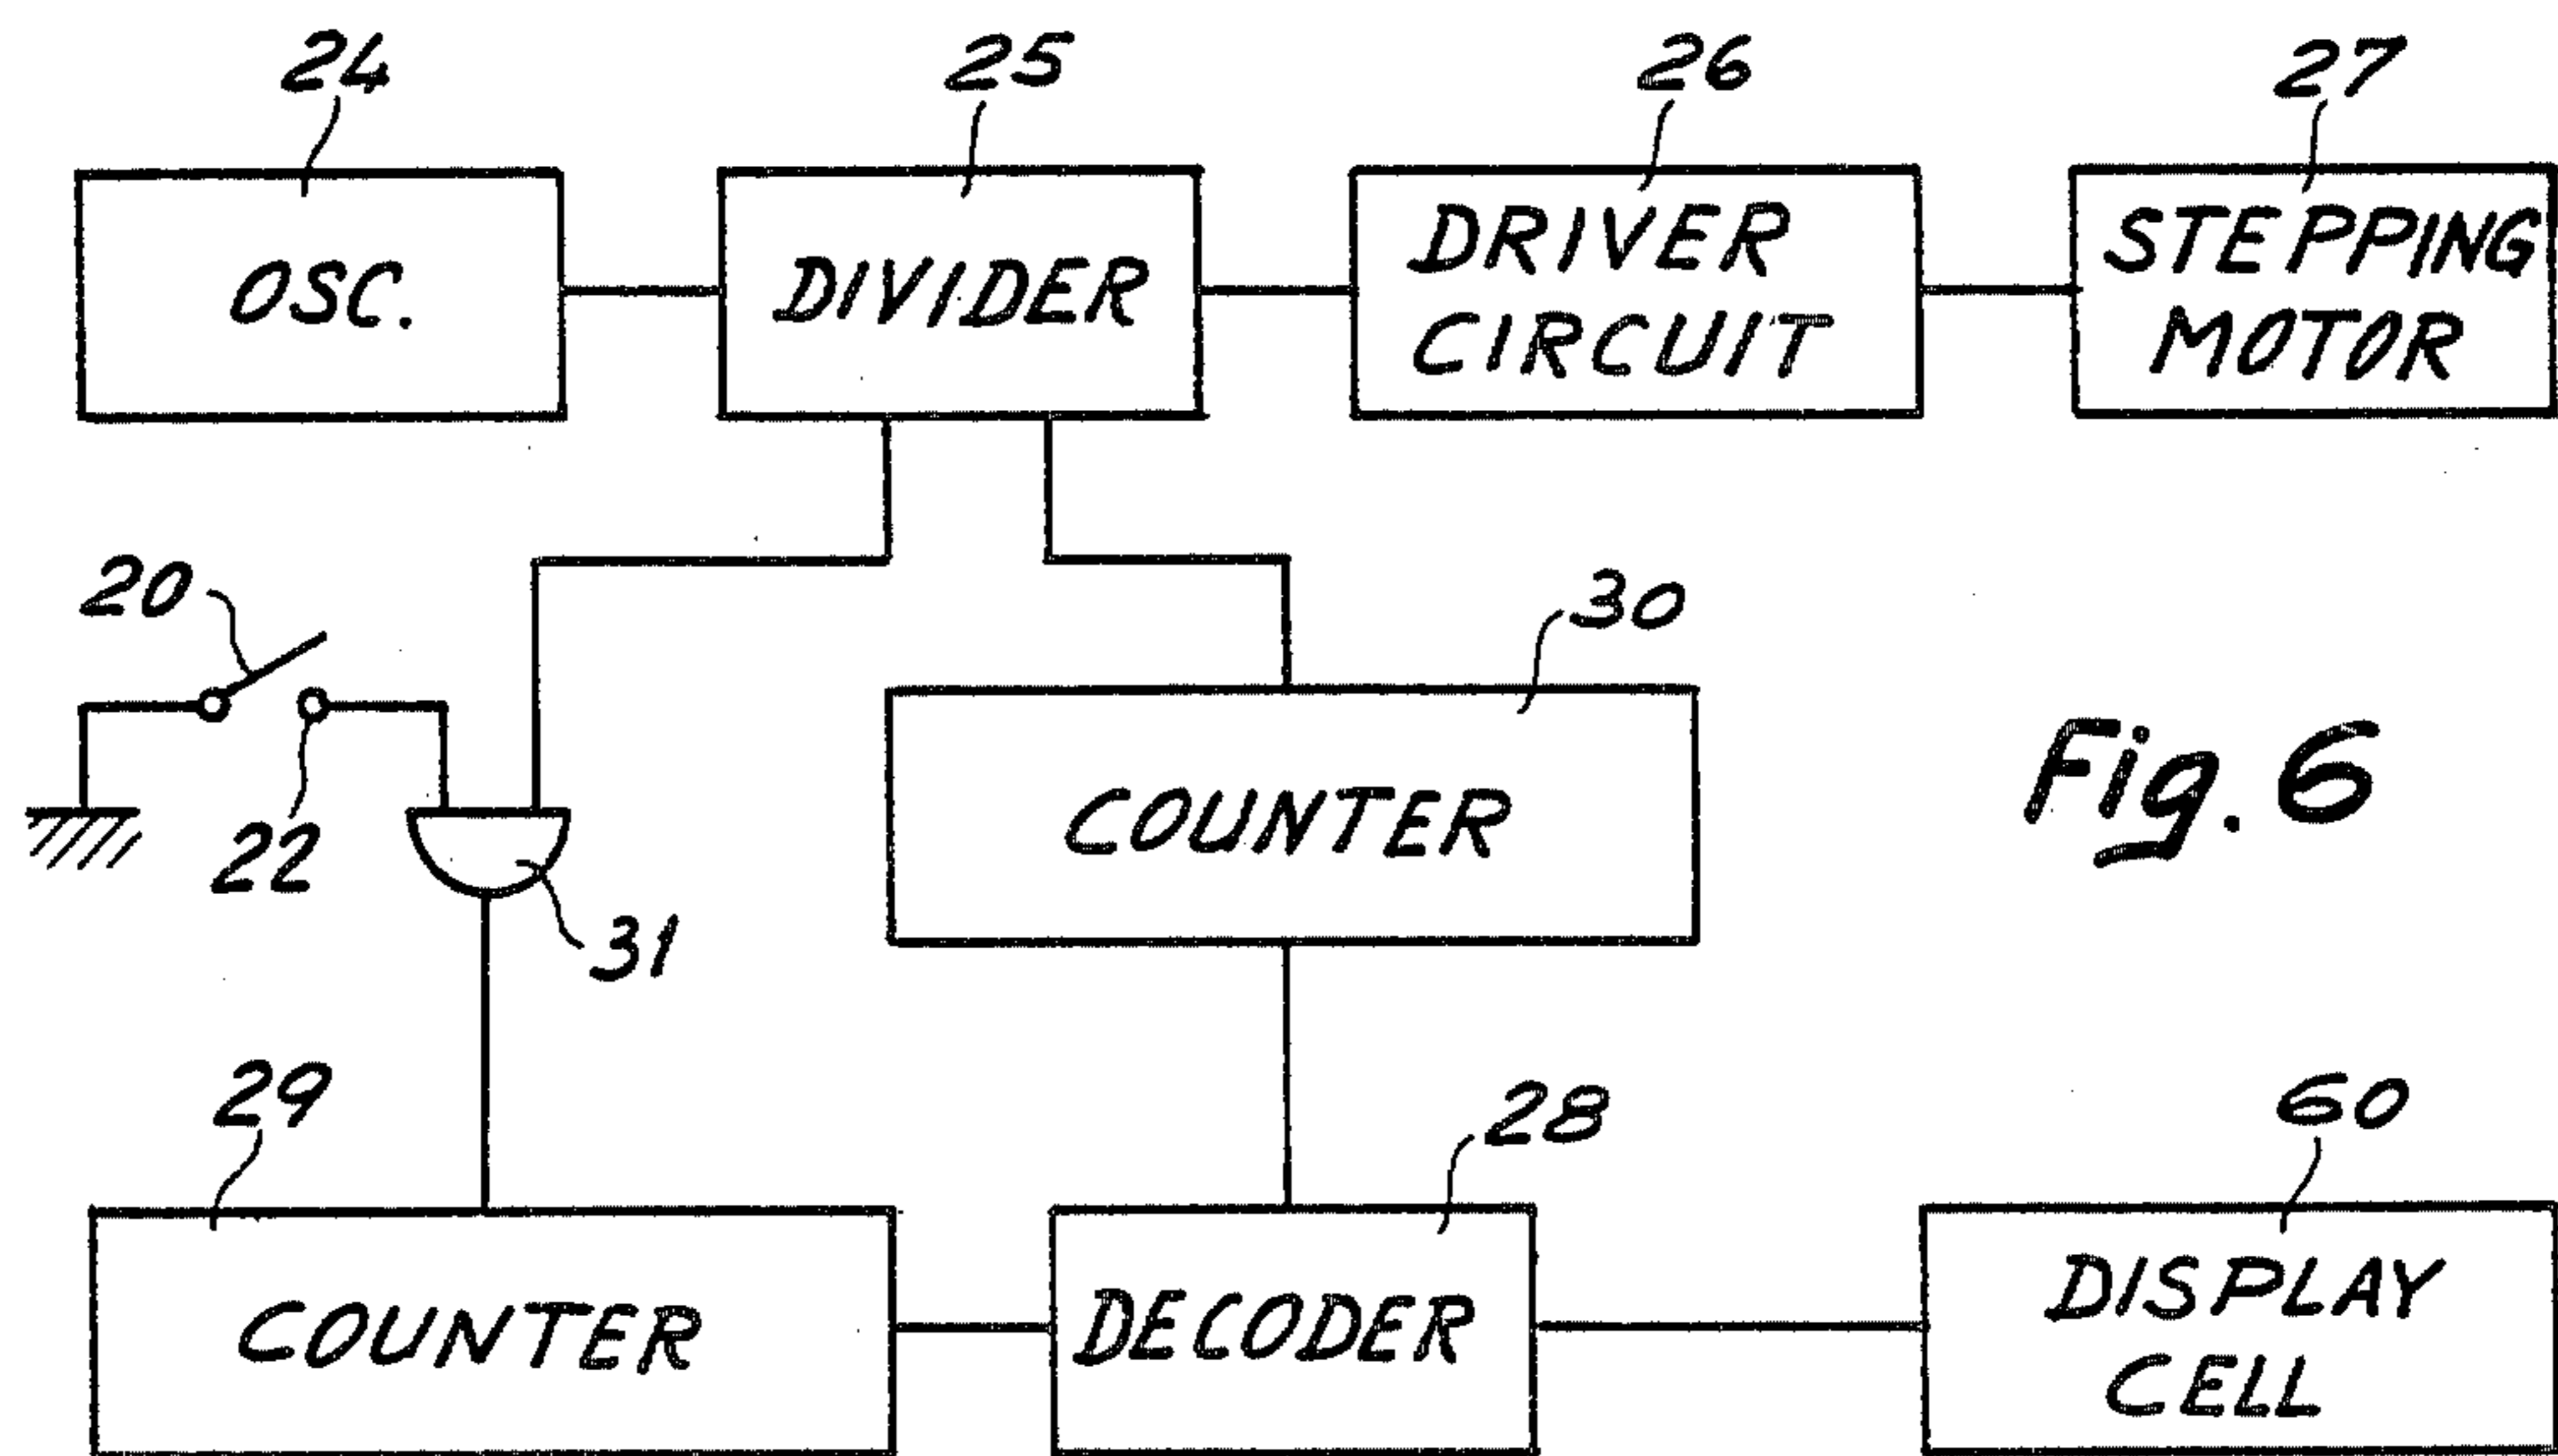 24
25
26
27
OSC.
DIVIDER
DRIVER
CIRCUIT
STEPPING
MOTOR
20
30
22
COUNTER
Fig. 6
31
29
28
60
COUNTER
DECODER
DISPLAY
CELL